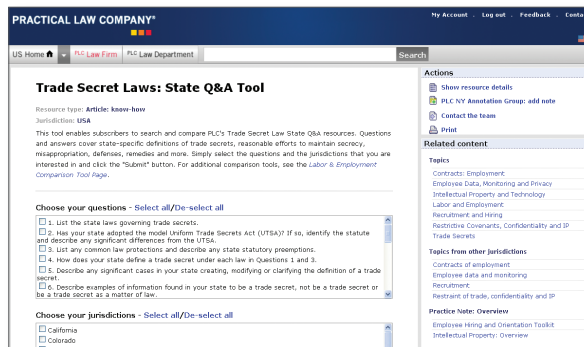 PRACTICAL LAW COMPANY®
My Account . Log out . Feedback . Conta
US Home
PLC Law Firm
PLC Law Department
Search
Trade Secret Laws: State Q&A Tool
Resource type: Article: know-how
Jurisdiction: USA
This tool enables subscribers to search and compare PLC's Trade Secret Law State Q&A resources. Questions
and answers cover state-specific definitions of trade secrets, reasonable efforts to maintain secrecy,
misappropriation, defenses, remedies and more. Simply select the questions and the jurisdictions that you are
interested in and click the "Submit" button. For additional comparison tools, see the Labor & Employment
Comparison Tool Page.
Choose your questions - Select all/De-select all
1. List the state laws governing trade secrets.
2. Has your state adopted the model Uniform Trade Secrets Act (UTSA)? If so, identify the statute
and describe any significant differences from the UTSA.
3. List any common law protections and describe any state statutory preemptions.
4. How does your state define a trade secret under each law in Questions 1 and 3.
5. Describe any significant cases in your state creating, modifying or clarifying the definition of a trade
secret.
6. Describe examples of information found in your state to be a trade secret, not be a trade secret or
be a trade secret as a matter of law.
Choose your jurisdictions - Select all/De-select all
California
Colorado
Actions
Show resource details
PLC NY Annotation Group: add note
Contact the team
Print
Related content
Topics
Contracts: Employment
Employee Data, Monitoring and Privacy
Intellectual Property and Technology
Labor and Employment
Recruitment and Hiring
Restrictive Covenants, Confidentiality and IP
Trade Secrets
Topics from other jurisdictions
Contracts of employment
Employee data and monitoring
Recruitment
Restraint of trade, confidentiality and IP
Practice Note: Overview
Employee Hiring and Orientation Toolkit
Intellectual Property: Overview